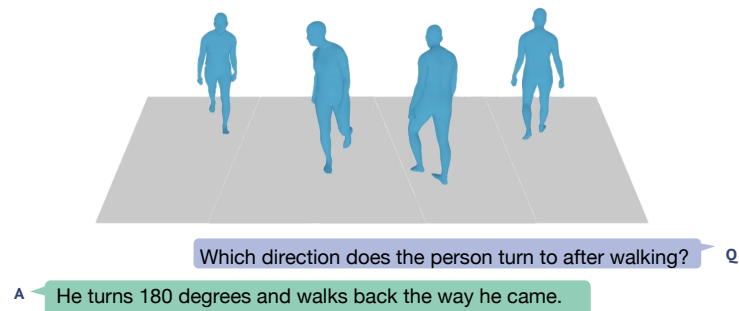 Which direction does the person turn to after walking?
Q
A
He turns 180 degrees and walks back the way he came.